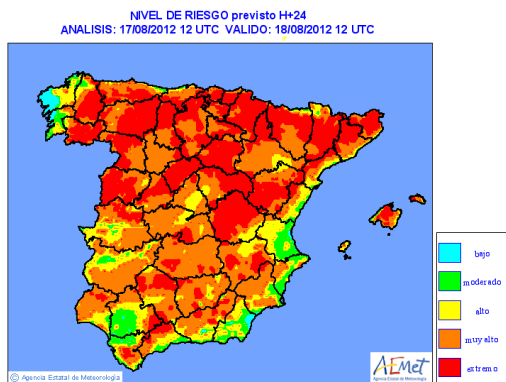 NIVEL DE RIESGO previsto H+24
ANALISIS: 17/08/2012 12 UTC VALIDO: 18/08/2012 12 UTC
bajo
moderado
alto
muy alto
extremo
AEMet
Agencia Estatal de Meteorología
© Agencia Estatal de Meteorología